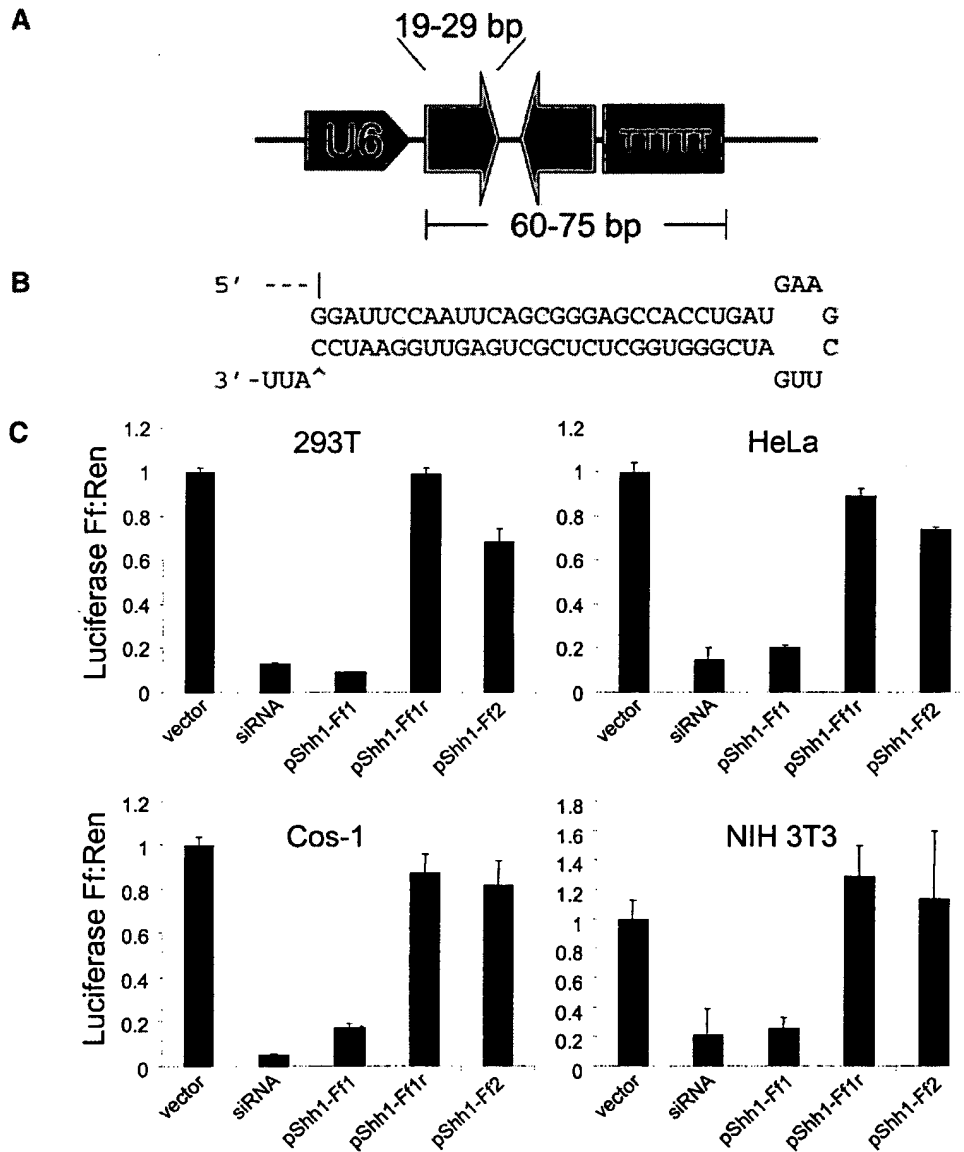 A
19-29 bp
U6
TTTTT
60-75 bp
B
5' ---| GAA
GGAUUCCAAUUCAGCGGGAGCCACCUGAU G
CCUAAGGUUGAGUCGCUCUCGGUGGGCUA C
3'-UUA^ GUU
C
Luciferase Ff:Ren
293T
1.2
1
0.8
0.6
0.4
0.2
0
vector
siRNA
pShh1-Ff1
pShh1-Ff1r
pShh1-Ff2
HeLa
1.2
1
0.8
0.6
0.4
0.2
0
vector
siRNA
pShh1-Ff1
pShh1-Ff1r
pShh1-Ff2
Luciferase Ff:Ren
Cos-1
1.2
1
0.8
0.6
0.4
0.2
0
vector
siRNA
pShh1-Ff1
pShh1-Ff1r
pShh1-Ff2
NIH 3T3
1.8
1.6
1.4
1.2
1
0.8
0.6
0.4
0.2
0
vector
siRNA
pShh1-Ff1
pShh1-Ff1r
pShh1-Ff2